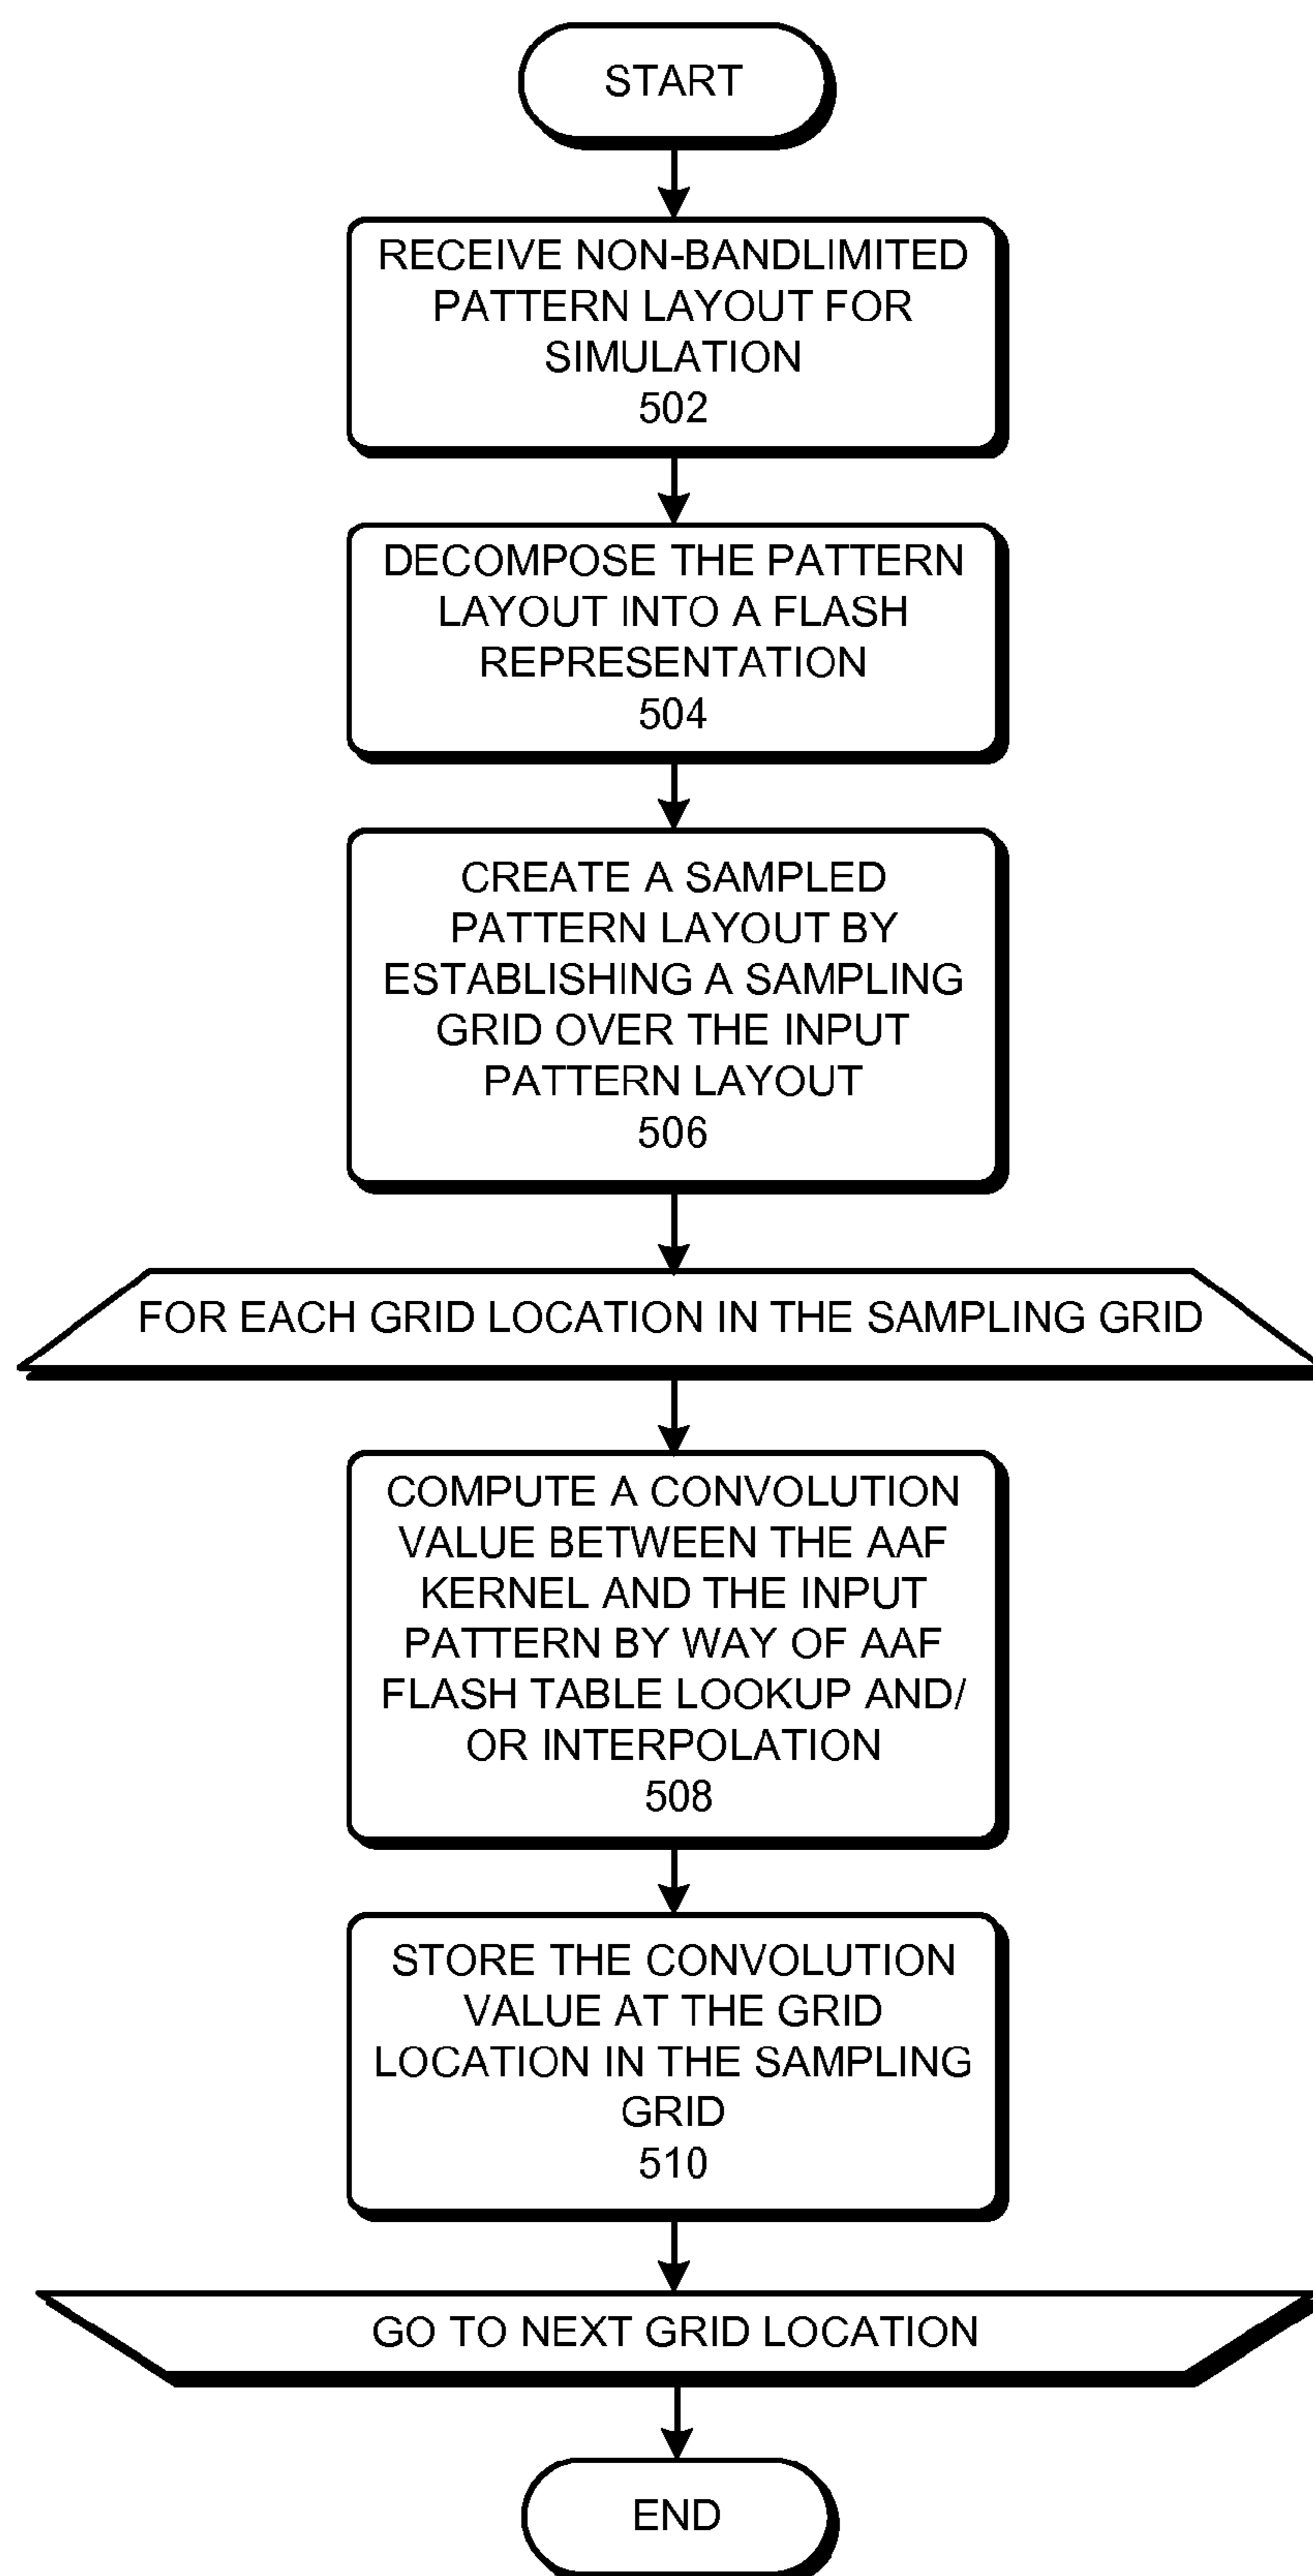 START
RECEIVE NON-BANDLIMITED
PATTERN LAYOUT FOR
SIMULATION
502
DECOMPOSE THE PATTERN
LAYOUT INTO A FLASH
REPRESENTATION
504
CREATE A SAMPLED
PATTERN LAYOUT BY
ESTABLISHING A SAMPLING
GRID OVER THE INPUT
PATTERN LAYOUT
506
FOR EACH GRID LOCATION IN THE SAMPLING GRID
COMPUTE A CONVOLUTION
VALUE BETWEEN THE AAF
KERNEL AND THE INPUT
PATTERN BY WAY OF AAF
FLASH TABLE LOOKUP AND/
OR INTERPOLATION
508
STORE THE CONVOLUTION
VALUE AT THE GRID
LOCATION IN THE SAMPLING
GRID
510
GO TO NEXT GRID LOCATION
END